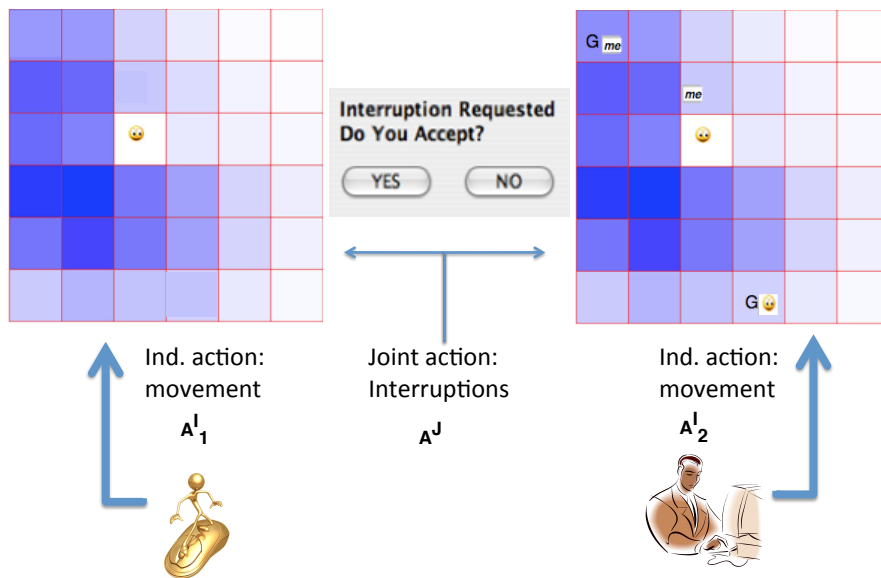 G me
me
Interruption Requested
Do You Accept?
YES NO
G
Ind. action:
movement
A^I_1
Joint action:
Interruptions
A^J
Ind. action:
movement
A^I_2